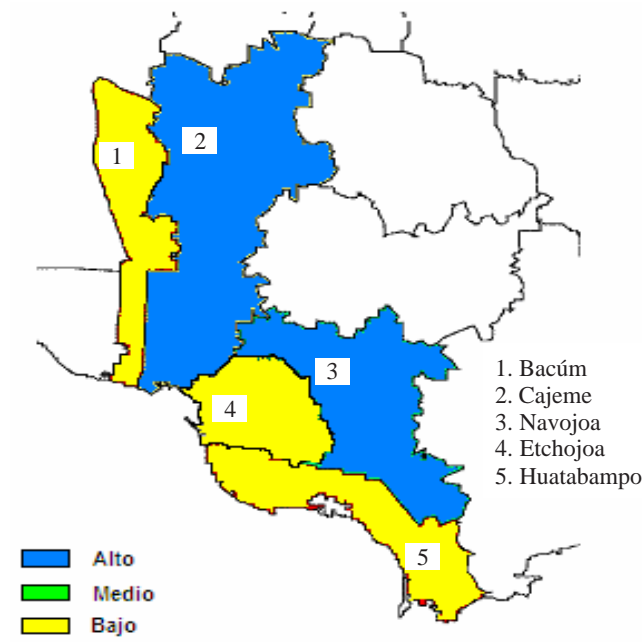 1
2
3
4
5
1. Bacúm
2. Cajeme
3. Navojoa
4. Etchojoa
5. Huatabampo
Alto
Medio
Bajo